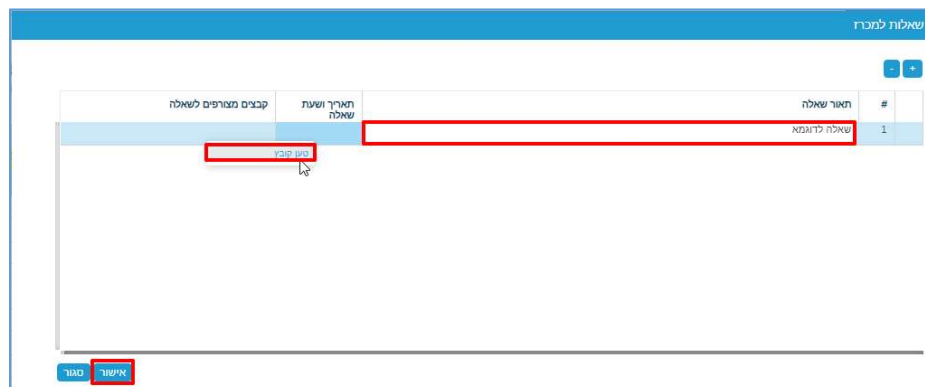 שאלות למכרז
+ -
# תאור שאלה תאריך ושעת שאלה קבצים מצורפים לשאלה
1 שאלה לדוגמא
טען קובץ
אישור סגור